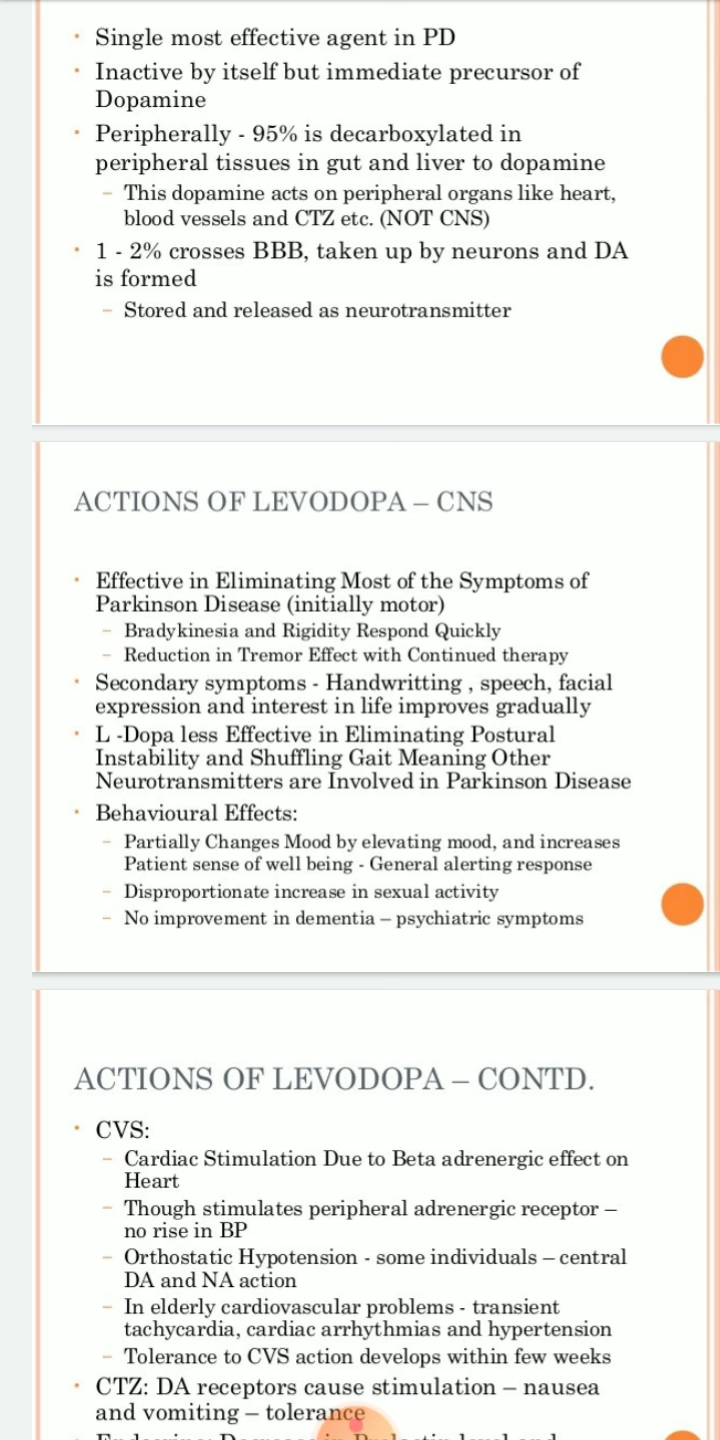 • Single most effective agent in PD
• Inactive by itself but immediate precursor of
Dopamine
• Peripherally - 95% is decarboxylated in
peripheral tissues in gut and liver to dopamine
– This dopamine acts on peripheral organs like heart,
blood vessels and CTZ etc. (NOT CNS)
• 1 - 2% crosses BBB, taken up by neurons and DA
is formed
– Stored and released as neurotransmitter
ACTIONS OF LEVODOPA – CNS
• Effective in Eliminating Most of the Symptoms of
Parkinson Disease (initially motor)
– Bradykinesia and Rigidity Respond Quickly
– Reduction in Tremor Effect with Continued therapy
• Secondary symptoms - Handwritting , speech, facial
expression and interest in life improves gradually
• L -Dopa less Effective in Eliminating Postural
Instability and Shuffling Gait Meaning Other
Neurotransmitters are Involved in Parkinson Disease
• Behavioural Effects:
– Partially Changes Mood by elevating mood, and increases
Patient sense of well being - General alerting response
– Disproportionate increase in sexual activity
– No improvement in dementia – psychiatric symptoms
ACTIONS OF LEVODOPA – CONTD.
• CVS:
– Cardiac Stimulation Due to Beta adrenergic effect on
Heart
– Though stimulates peripheral adrenergic receptor –
no rise in BP
– Orthostatic Hypotension - some individuals – central
DA and NA action
– In elderly cardiovascular problems - transient
tachycardia, cardiac arrhythmias and hypertension
– Tolerance to CVS action develops within few weeks
• CTZ: DA receptors cause stimulation – nausea
and vomiting – tolerance